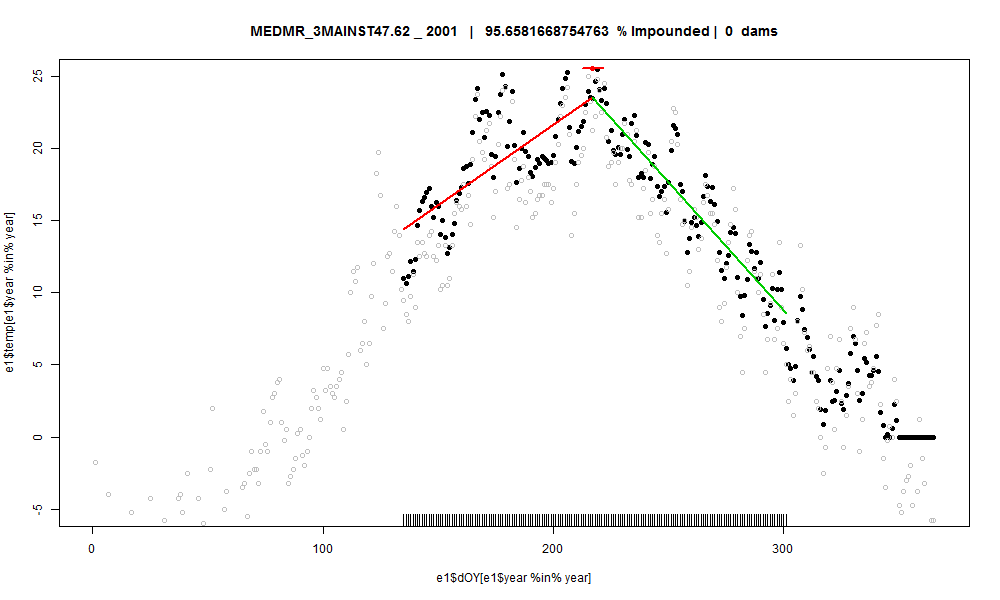 MEDMR_3MAINST47.62 _ 2001 | 95.6581668754763 % Impounded | 0 dams
e1$temp[e1$year %in% year]
25
20
15
10
5
0
-5
0 100 200 300
e1$dOY[e1$year %in% year]